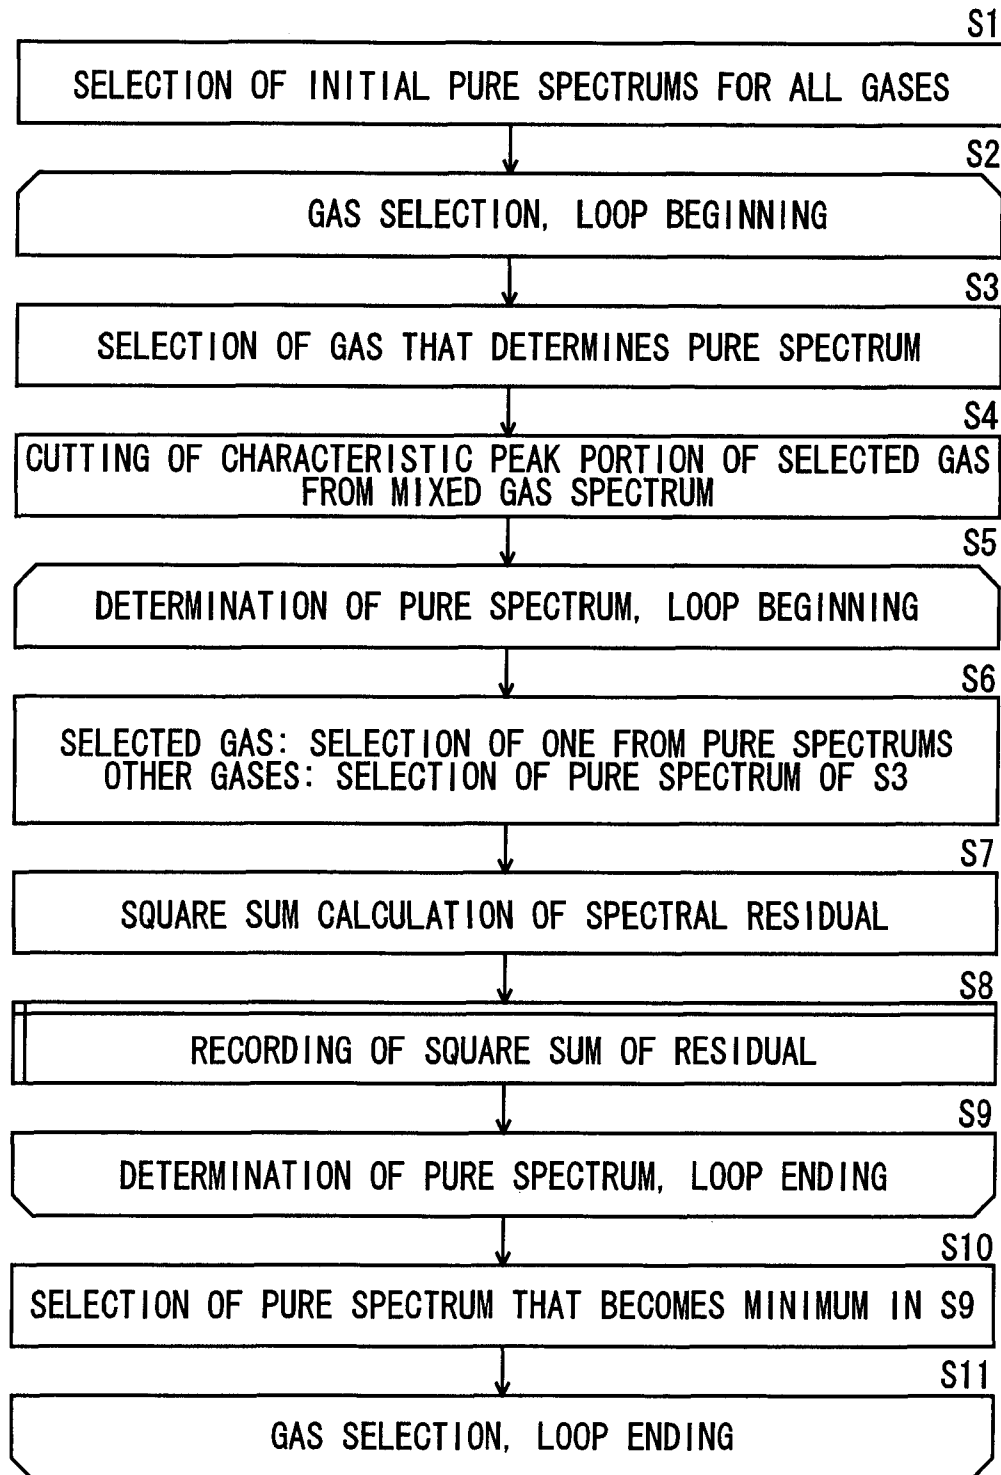 S1
SELECTION OF INITIAL PURE SPECTRUMS FOR ALL GASES
S2
GAS SELECTION, LOOP BEGINNING
S3
SELECTION OF GAS THAT DETERMINES PURE SPECTRUM
S4
CUTTING OF CHARACTERISTIC PEAK PORTION OF SELECTED GAS
FROM MIXED GAS SPECTRUM
S5
DETERMINATION OF PURE SPECTRUM, LOOP BEGINNING
S6
SELECTED GAS: SELECTION OF ONE FROM PURE SPECTRUMS
OTHER GASES: SELECTION OF PURE SPECTRUM OF S3
S7
SQUARE SUM CALCULATION OF SPECTRAL RESIDUAL
S8
RECORDING OF SQUARE SUM OF RESIDUAL
S9
DETERMINATION OF PURE SPECTRUM, LOOP ENDING
S10
SELECTION OF PURE SPECTRUM THAT BECOMES MINIMUM IN S9
S11
GAS SELECTION, LOOP ENDING